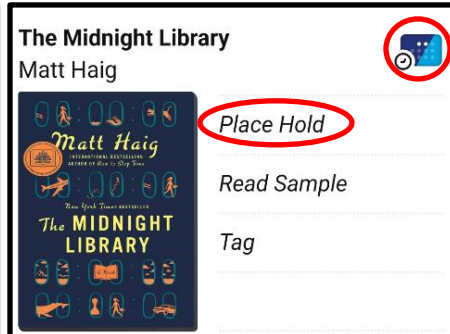 The Midnight Library
Matt Haig
Place Hold
Read Sample
Tag
Matt Haig
INTERNATIONAL BESTSELLING
AUTHOR OF How to Stop Time
New York Times BESTSELLER
The MIDNIGHT
LIBRARY
A Novel